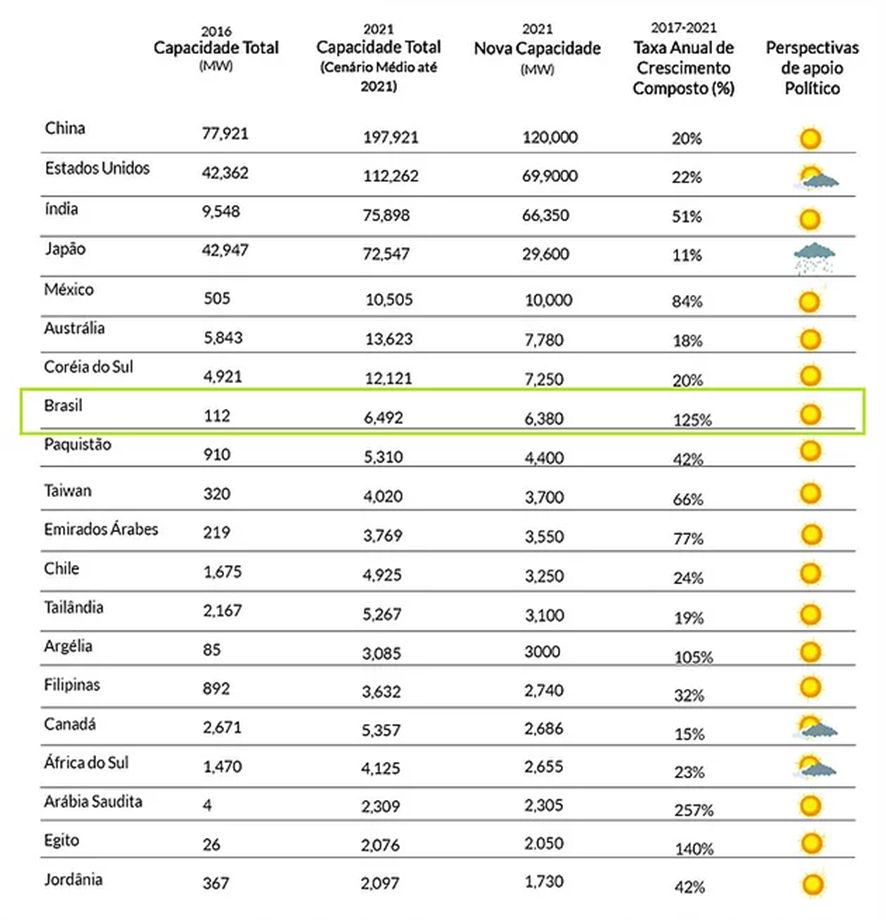 2016 2021 2021 2017-2021
Capacidade Total Capacidade Total Nova Capacidade Taxa Anual de Perspectivas
(MW) (Cenário Médio até (MW) Crescimento de apoio
2021) Composto (%) Político
China 77,921 197,921 120,000 20%
Estados Unidos 42,362 112,262 69,9000 22%
índia 9,548 75,898 66,350 51%
Japão 42,947 72,547 29,600 11%
México 505 10,505 10,000 84%
Austrália 5,843 13,623 7,780 18%
Coréia do Sul 4,921 12,121 7,250 20%
Brasil 112 6,492 6,380 125%
Paquistão 910 5,310 4,400 42%
Taiwan 320 4,020 3,700 66%
Emirados Árabes 219 3,769 3,550 77%
Chile 1,675 4,925 3,250 24%
Tailândia 2,167 5,267 3,100 19%
Argélia 85 3,085 3000 105%
Filipinas 892 3,632 2,740 32%
Canadá 2,671 5,357 2,686 15%
África do Sul 1,470 4,125 2,655 23%
Arábia Saudita 4 2,309 2,305 257%
Egito 26 2,076 2.050 140%
Jordânia 367 2,097 1,730 42%